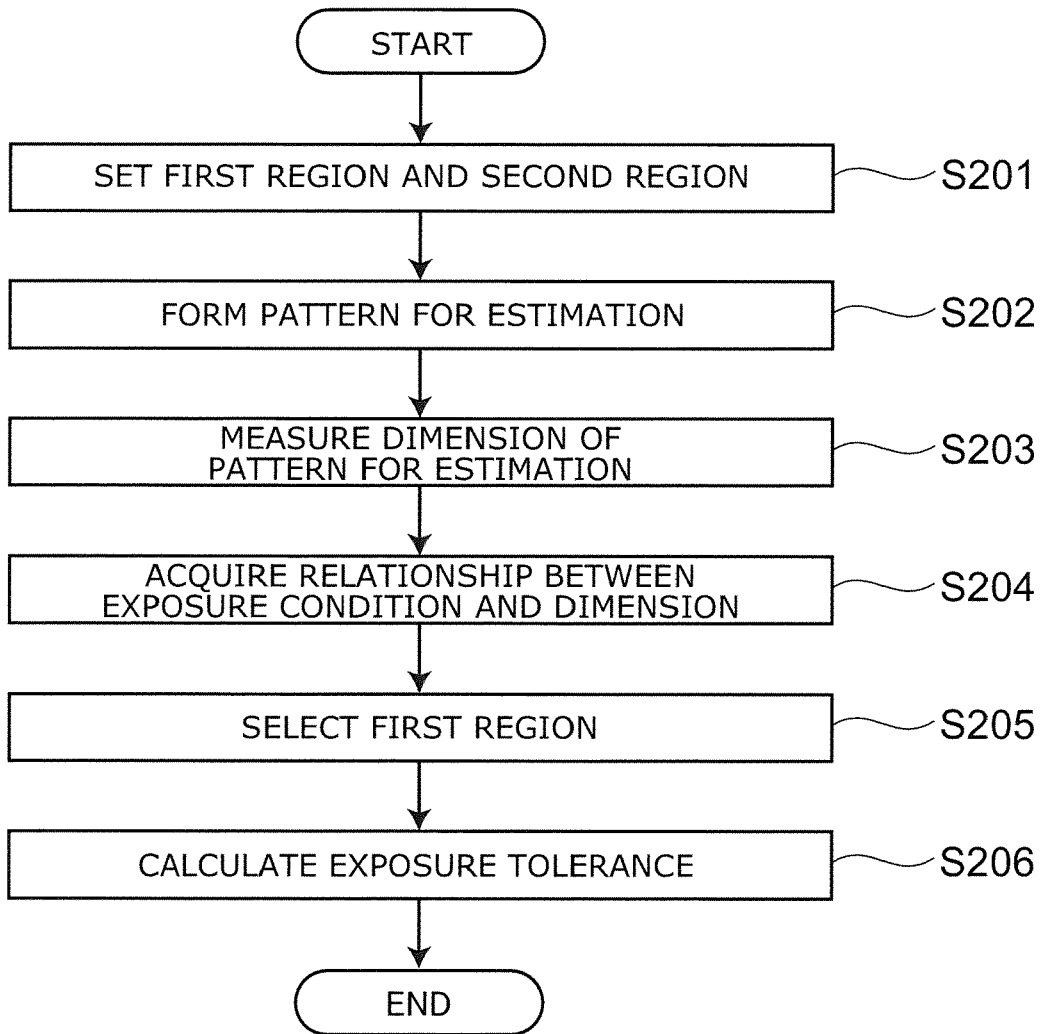 START
SET FIRST REGION AND SECOND REGION
S201
FORM PATTERN FOR ESTIMATION
S202
MEASURE DIMENSION OF
PATTERN FOR ESTIMATION
S203
ACQUIRE RELATIONSHIP BETWEEN
EXPOSURE CONDITION AND DIMENSION
S204
SELECT FIRST REGION
S205
CALCULATE EXPOSURE TOLERANCE
S206
END